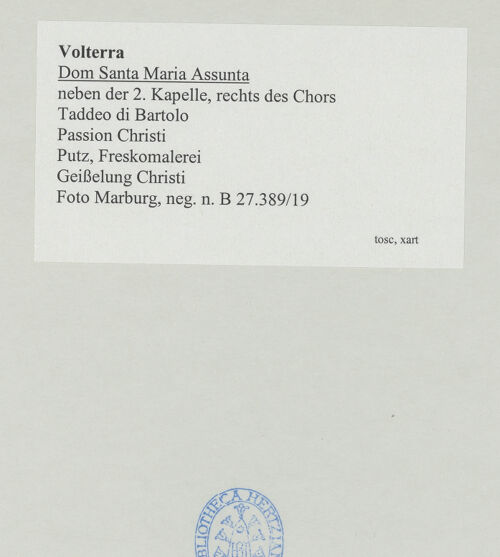 Volterra
Dom Santa Maria Assunta
neben der 2. Kapelle, rechts des Chors
Taddeo di Bartolo
Passion Christi
Putz, Freskomalerei
Geißelung Christi
Foto Marburg, neg. n. B 27.389/19
tosc, xart
BIBLIOTHECA HERTZIAN